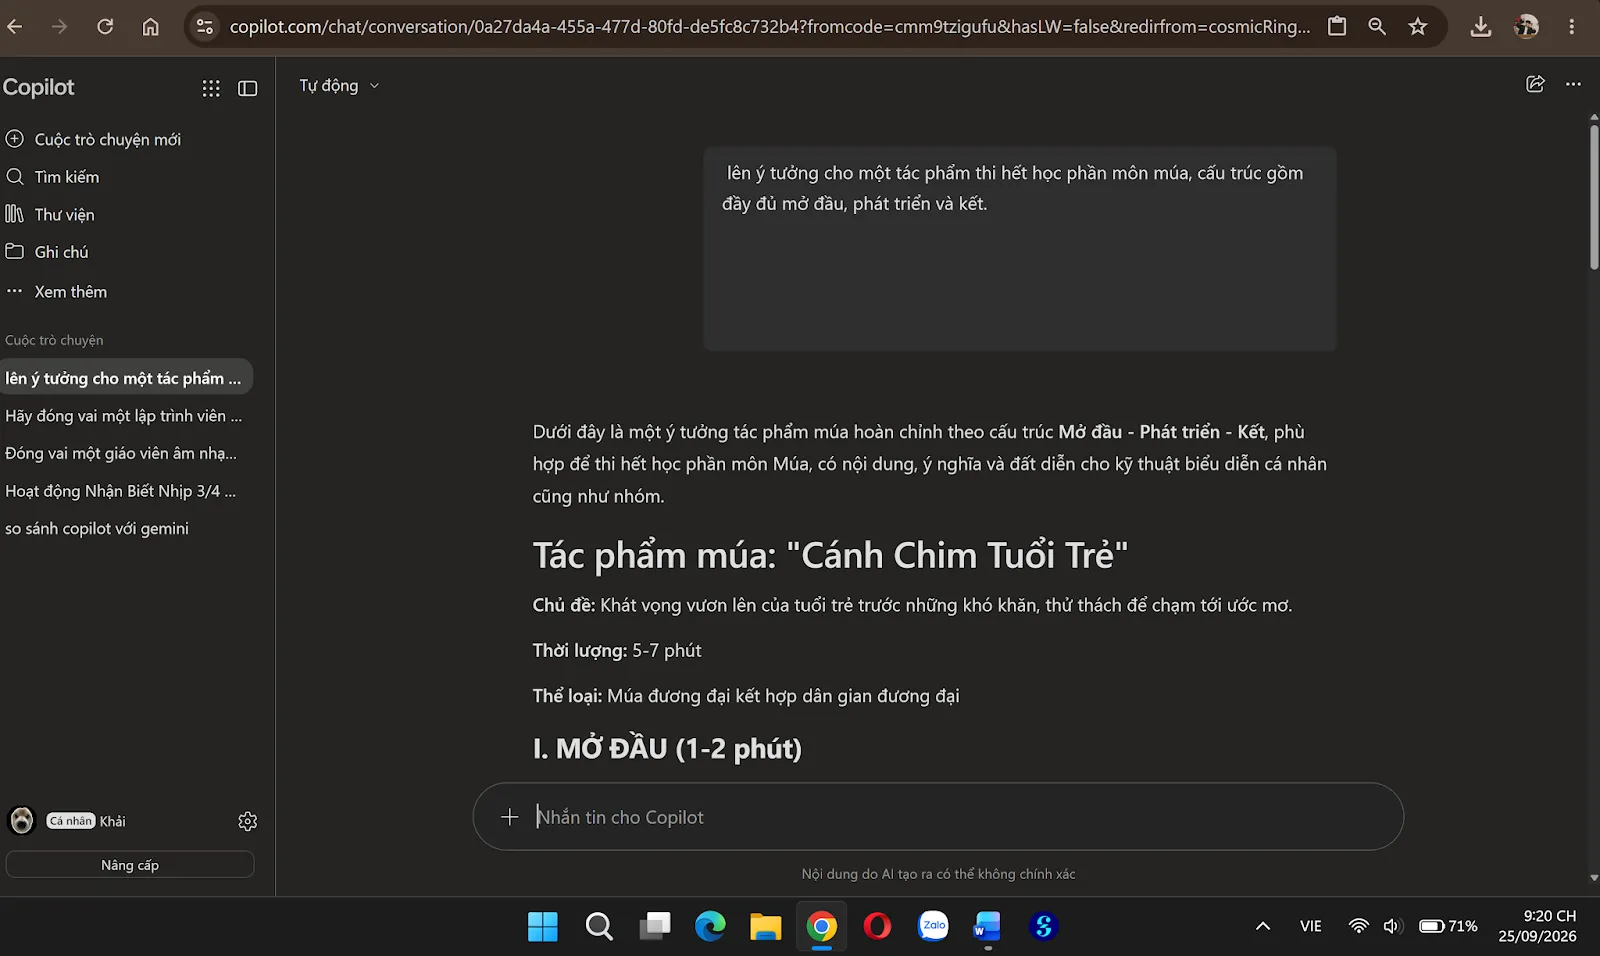 copilot.com/chat/conversation/0a27da4a-455a-477d-80fd-de5fc8c732b4?fromcode=cmm9tzigufu&hasLW=false&redirfrom=cosmicRing...
Copilot
Tự động
Cuộc trò chuyện mới
Tìm kiếm
Thư viện
Ghi chú
Xem thêm
Cuộc trò chuyện
lên ý tưởng cho một tác phẩm ...
Hãy đóng vai một lập trình viên ...
Đóng vai một giáo viên âm nhạ...
Hoạt động Nhận Biết Nhịp 3/4 ...
so sánh copilot với gemini
Cá nhân Khải
Nâng cấp
lên ý tưởng cho một tác phẩm thi hết học phần môn múa, cấu trúc gồm
đầy đủ mở đầu, phát triển và kết.
Dưới đây là một ý tưởng tác phẩm múa hoàn chỉnh theo cấu trúc Mở đầu - Phát triển - Kết, phù
hợp để thi hết học phần môn Múa, có nội dung, ý nghĩa và đất diễn cho kỹ thuật biểu diễn cá nhân
cũng như nhóm.
Tác phẩm múa: "Cánh Chim Tuổi Trẻ"
Chủ đề: Khát vọng vươn lên của tuổi trẻ trước những khó khăn, thử thách để chạm tới ước mơ.
Thời lượng: 5-7 phút
Thể loại: Múa đương đại kết hợp dân gian đương đại
I. MỞ ĐẦU (1-2 phút)
Nhắn tin cho Copilot
Nội dung do AI tạo ra có thể không chính xác
Zalo
W
VIE
71%
9:20 CH
25/09/2026